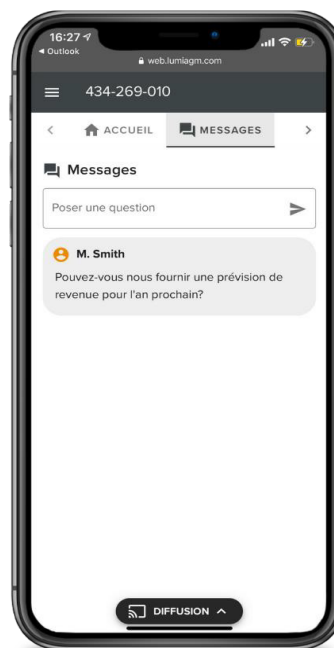 16:27
Outlook
web.lumiagm.com
434-269-010
ACCUEIL
MESSAGES
Messages
Poser une question
M. Smith
Pouvez-vous nous fournir une prévision de
revenue pour l'an prochain?
DIFFUSION